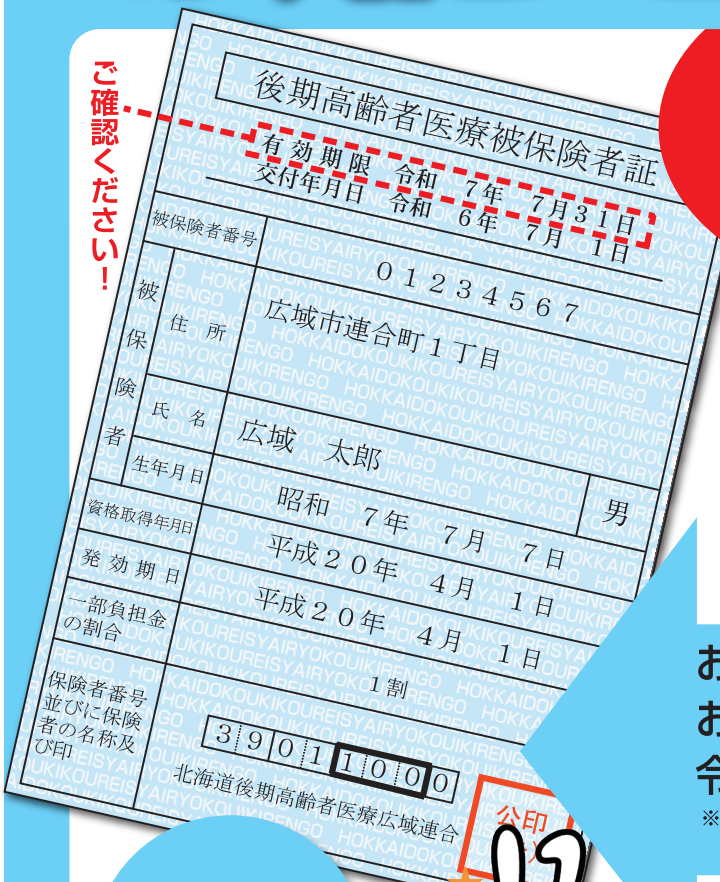 ご確認ください！
後期高齢者医療被保険者証
有効期限 令和 7年 7月31日
交付年月日 令和 6年 7月 1日
被保険者番号 01234567
被保険者
住所 広域市連合町1丁目
氏名 広域 太郎 男
生年月日 昭和 7年 7月 7日
資格取得年月日 平成20年 4月 1日
発効期日 平成20年 4月 1日
一部負担金の割合 1割
保険者番号
並びに保険
者の名称及
び印
39011000
北海道後期高齢者医療広域連合
公印
お
お
令
※